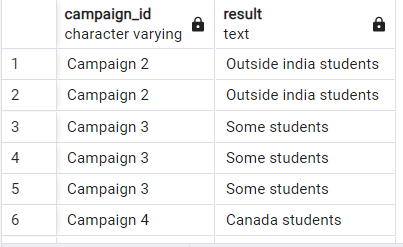 campaign_id result
character varying text
1 Campaign 2 Outside india students
2 Campaign 2 Outside india students
3 Campaign 3 Some students
4 Campaign 3 Some students
5 Campaign 3 Some students
6 Campaign 4 Canada students